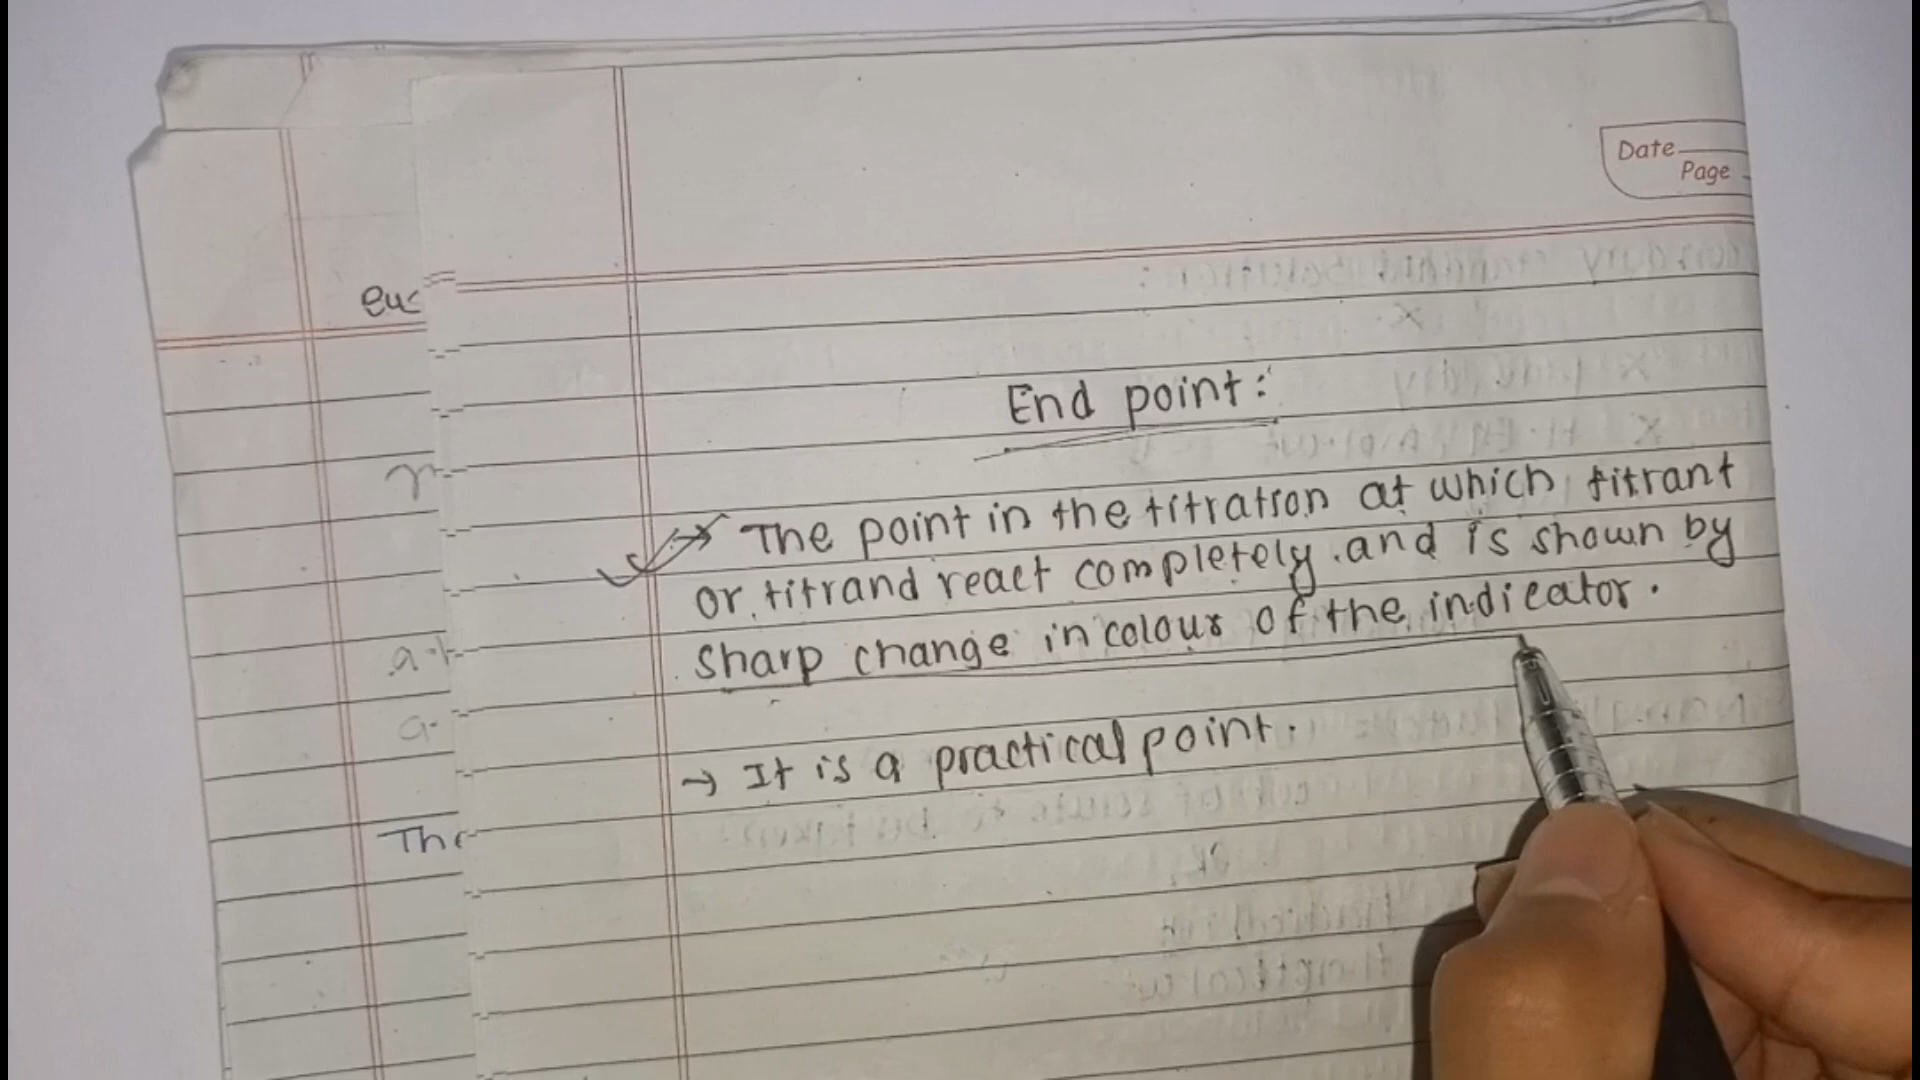 Date
Page
End point:
→ The point in the titration at which titrant
or titrand react completely and is shown by
sharp change in colour of the indicator.
→ It is a practical point.